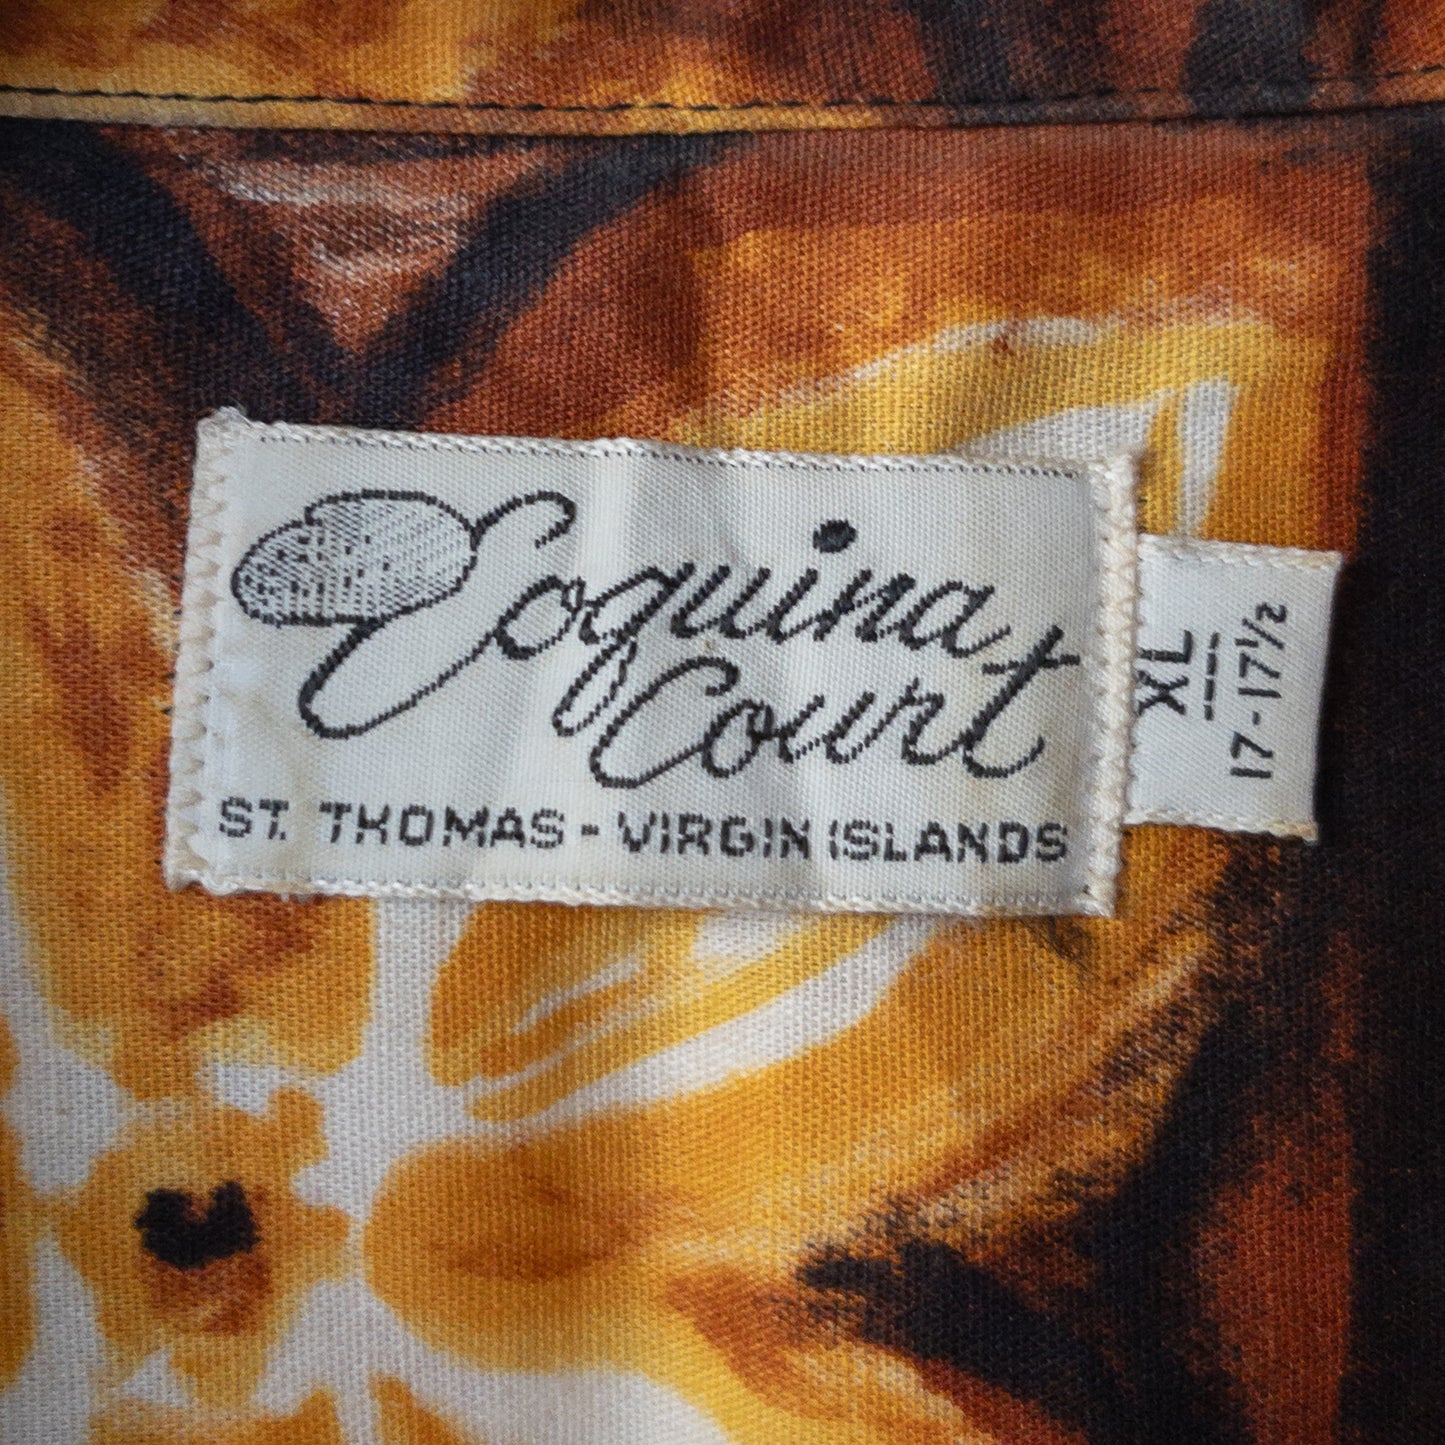 Coquina
Court
ST. THOMAS - VIRGIN ISLANDS
XL
17 - 17½